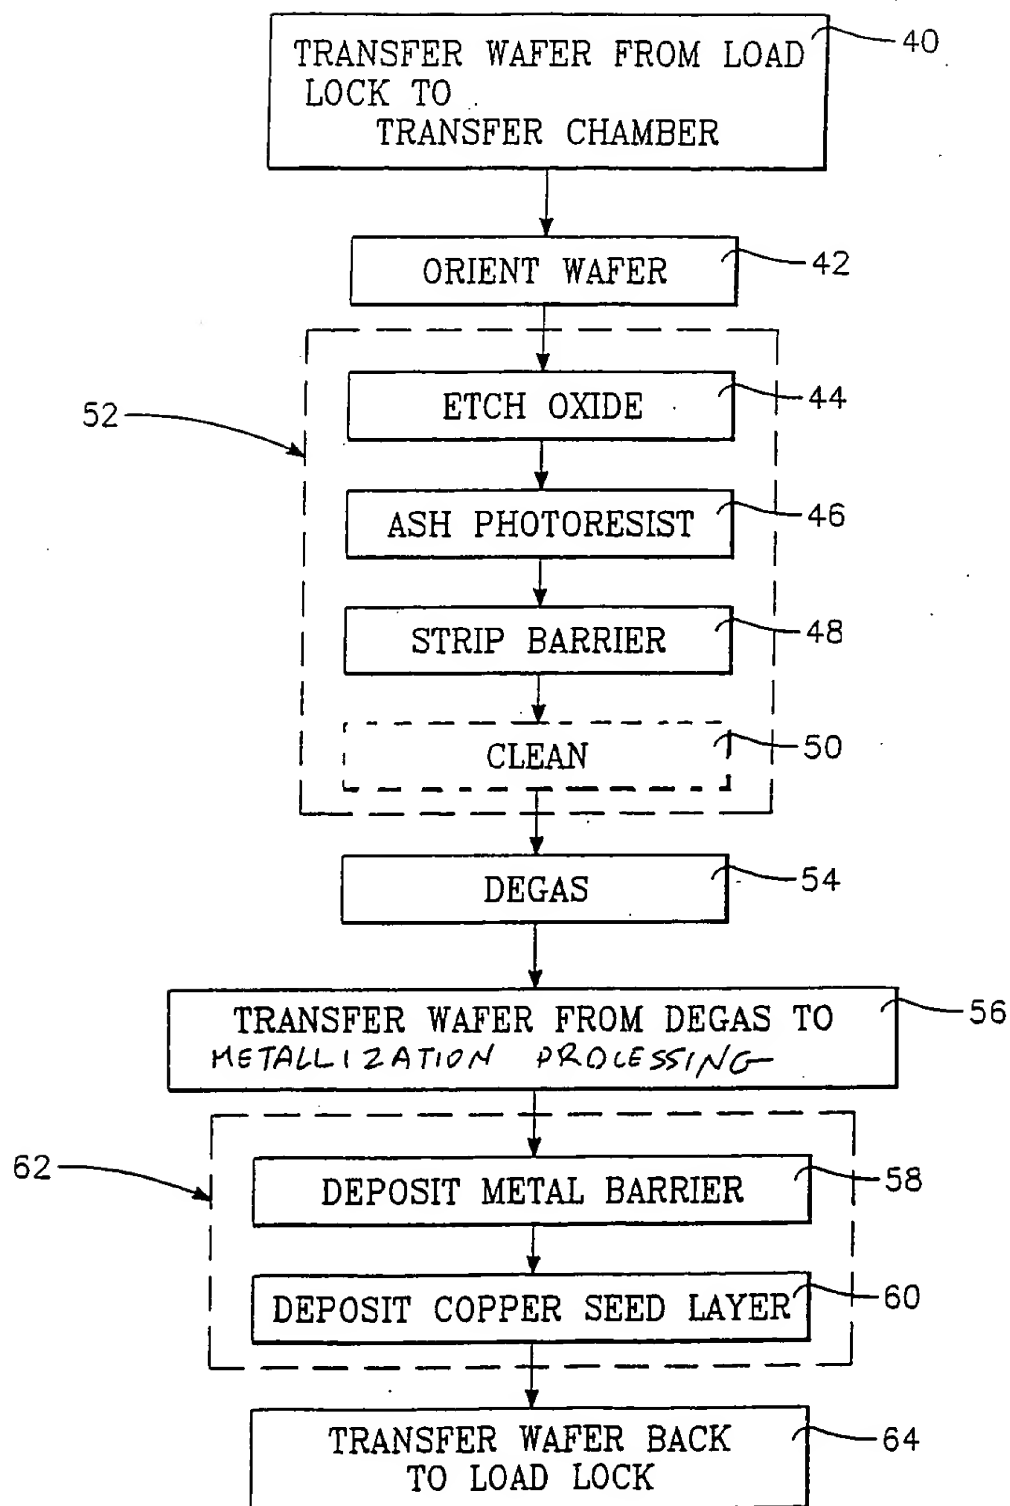 TRANSFER WAFER FROM LOAD
LOCK TO
TRANSFER CHAMBER
40
ORIENT WAFER
42
52
ETCH OXIDE
44
ASH PHOTORESIST
46
STRIP BARRIER
48
CLEAN
50
DEGAS
54
TRANSFER WAFER FROM DEGAS TO
METALLIZATION PROCESSING
56
62
DEPOSIT METAL BARRIER
58
DEPOSIT COPPER SEED LAYER
60
TRANSFER WAFER BACK
TO LOAD LOCK
64